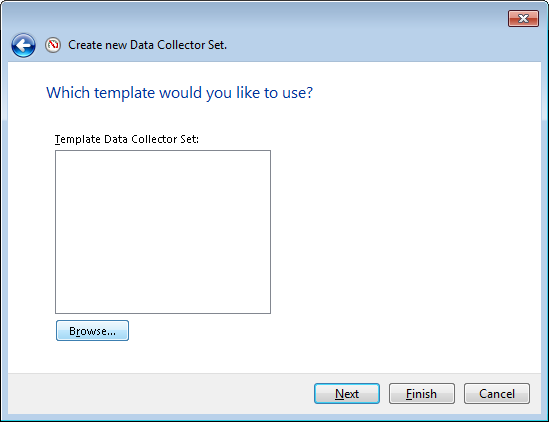 Create new Data Collector Set.
Which template would you like to use?
Template Data Collector Set:
Browse...
Next
Finish
Cancel